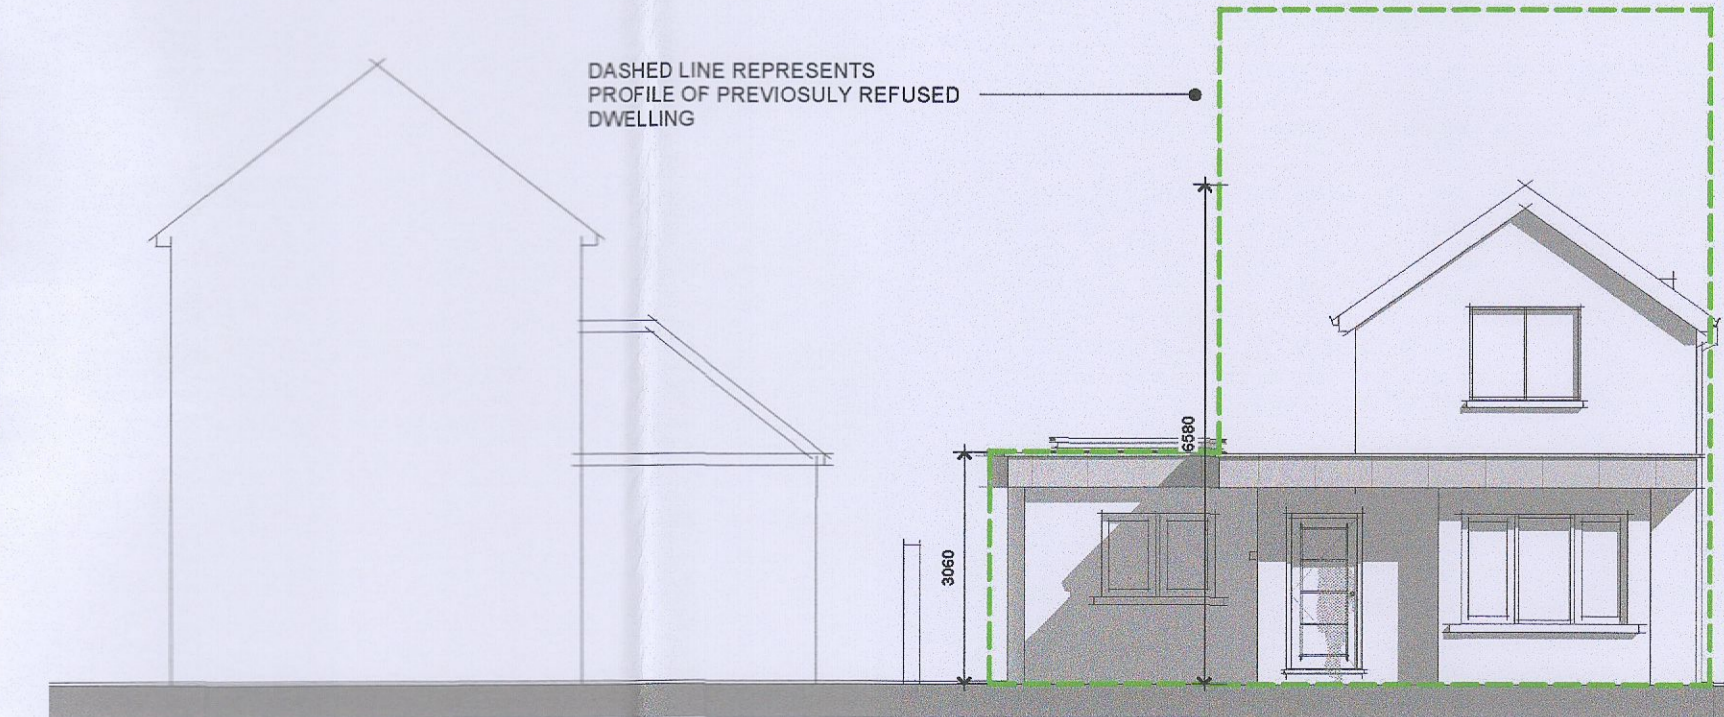 DASHED LINE REPRESENTS
PROFILE OF PREVIOSULY REFUSED
DWELLING
6580
3060